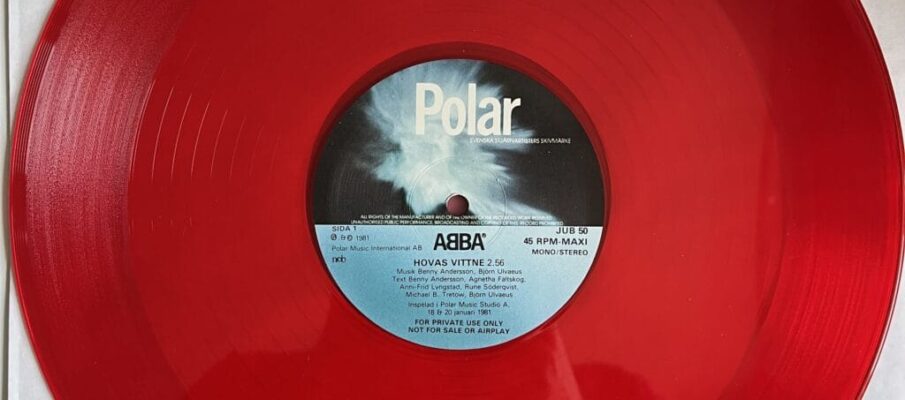 Polar
SVENSKA STJÄRNARTISTERS SKIVMÄRKE
ALL RIGHTS OF THE MANUFACTURER AND OF THE OWNER OF THE RECORDED WORK RESERVED
UNAUTHORISED PUBLIC PERFORMANCE, BROADCASTING AND COPYING OF THIS RECORD PROHIBITED
SIDA 1
℗ & © 1981
Polar Music International AB
ncb
ABBA®
JUB 50
45 RPM-MAXI
MONO/STEREO
HOVAS VITTNE 2.56
Musik Benny Andersson, Björn Ulvaeus
Text Benny Andersson, Agnetha Fältskog,
Anni-Frid Lyngstad, Rune Söderqvist,
Michael B. Tretow, Björn Ulvaeus
Inspelad i Polar Music Studio A,
18 & 20 januari 1981
FOR PRIVATE USE ONLY
NOT FOR SALE OR AIRPLAY